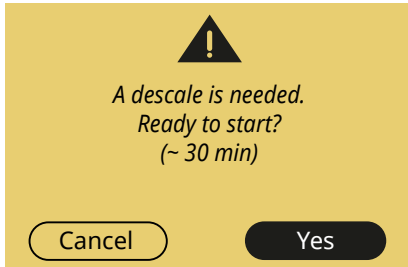 A descale is needed.
Ready to start?
(~ 30 min)
Cancel
Yes